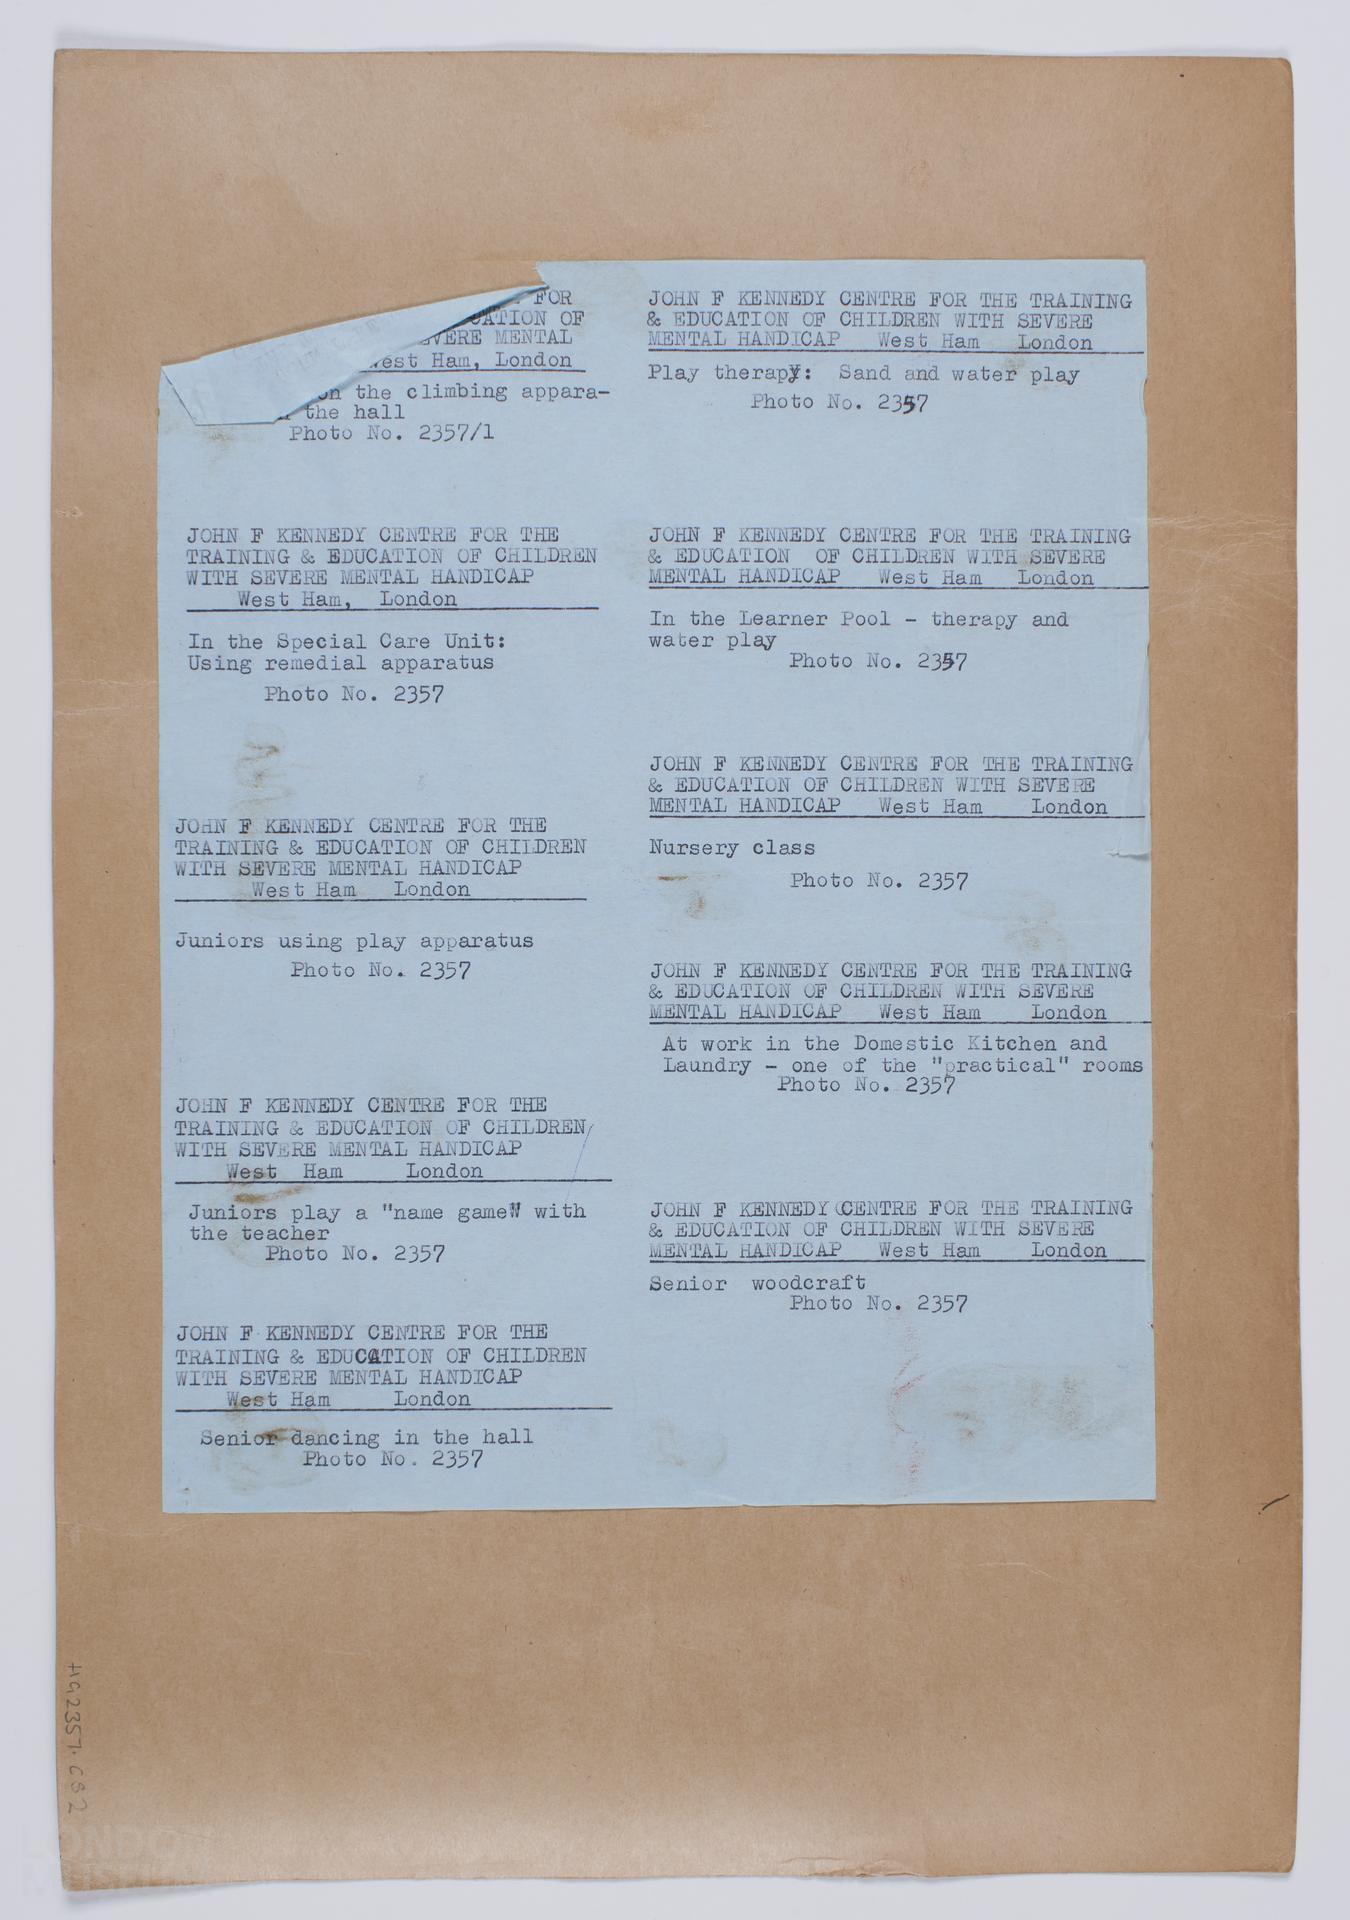 FOR
CATION OF
EVERE MENTAL
West Ham, London
on the climbing appara-
the hall
Photo No. 2357/1
JOHN F KENNEDY CENTRE FOR THE
TRAINING & EDUCATION OF CHILDREN
WITH SEVERE MENTAL HANDICAP
West Ham, London
In the Special Care Unit:
Using remedial apparatus
Photo No. 2357
JOHN F KENNEDY CENTRE FOR THE
TRAINING & EDUCATION OF CHILDREN
WITH SEVERE MENTAL HANDICAP
West Ham London
Juniors using play apparatus
Photo No. 2357
JOHN F KENNEDY CENTRE FOR THE
TRAINING & EDUCATION OF CHILDREN
WITH SEVERE MENTAL HANDICAP
West Ham London
Juniors play a "name game" with
the teacher
Photo No. 2357
JOHN F KENNEDY CENTRE FOR THE
TRAINING & EDUCATION OF CHILDREN
WITH SEVERE MENTAL HANDICAP
West Ham London
Senior dancing in the hall
Photo No. 2357
JOHN F KENNEDY CENTRE FOR THE TRAINING
& EDUCATION OF CHILDREN WITH SEVERE
MENTAL HANDICAP West Ham London
Play therapy: Sand and water play
Photo No. 2357
JOHN F KENNEDY CENTRE FOR THE TRAINING
& EDUCATION OF CHILDREN WITH SEVERE
MENTAL HANDICAP West Ham London
In the Learner Pool - therapy and
water play
Photo No. 2357
JOHN F KENNEDY CENTRE FOR THE TRAINING
& EDUCATION OF CHILDREN WITH SEVERE
MENTAL HANDICAP West Ham London
Nursery class
Photo No. 2357
JOHN F KENNEDY CENTRE FOR THE TRAINING
& EDUCATION OF CHILDREN WITH SEVERE
MENTAL HANDICAP West Ham London
At work in the Domestic Kitchen and
Laundry - one of the "practical" rooms
Photo No. 2357
JOHN F KENNEDY CENTRE FOR THE TRAINING
& EDUCATION OF CHILDREN WITH SEVERE
MENTAL HANDICAP West Ham London
Senior woodcraft
Photo No. 2357
HG2357.CS2
LONDON
MUSEUM